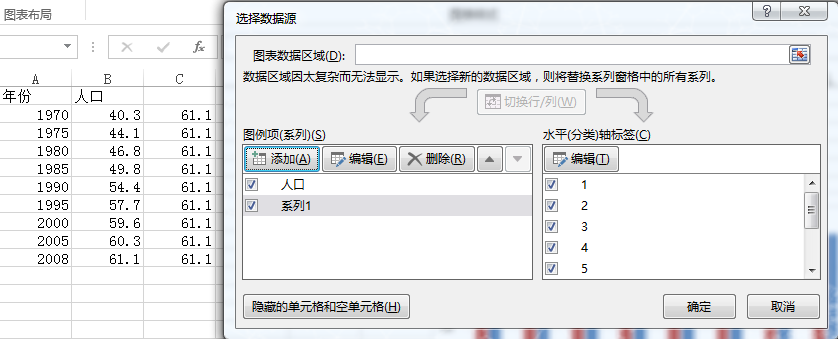 图表布局
选择数据源
图表数据区域(D):
数据区域因太复杂而无法显示。如果选择新的数据区域，则将替换系列窗格中的所有系列。
切换行/列(W)
图例项(系列)(S)
水平(分类)轴标签(C)
添加(A)
编辑(E)
删除(R)
编辑(T)
人口
系列1
1
2
3
4
5
隐藏的单元格和空单元格(H)
确定
取消
fx
A B C
年份 人口
1970 40.3 61.1
1975 44.1 61.1
1980 46.8 61.1
1985 49.8 61.1
1990 54.4 61.1
1995 57.7 61.1
2000 59.6 61.1
2005 60.3 61.1
2008 61.1 61.1